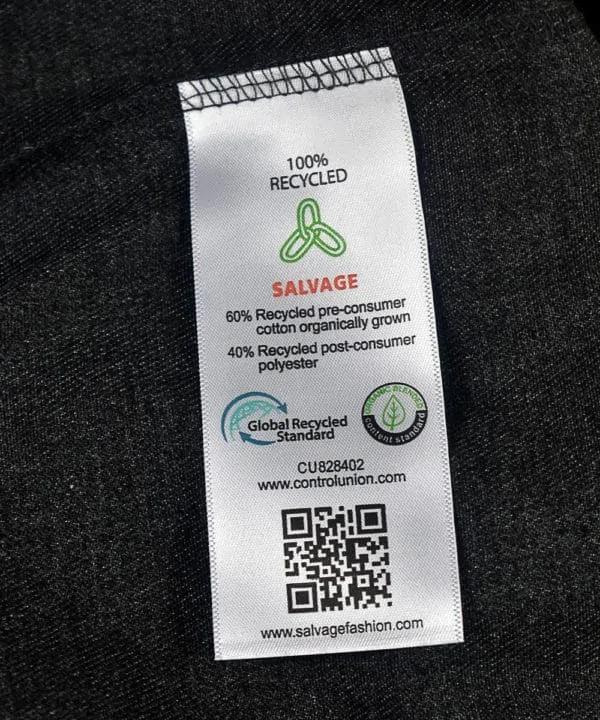 100%
RECYCLED
SALVAGE
60% Recycled pre-consumer
cotton organically grown
40% Recycled post-consumer
polyester
Global Recycled
Standard
ORGANIC BLENDED
content standard
CU828402
www.controlunion.com
www.salvagefashion.com